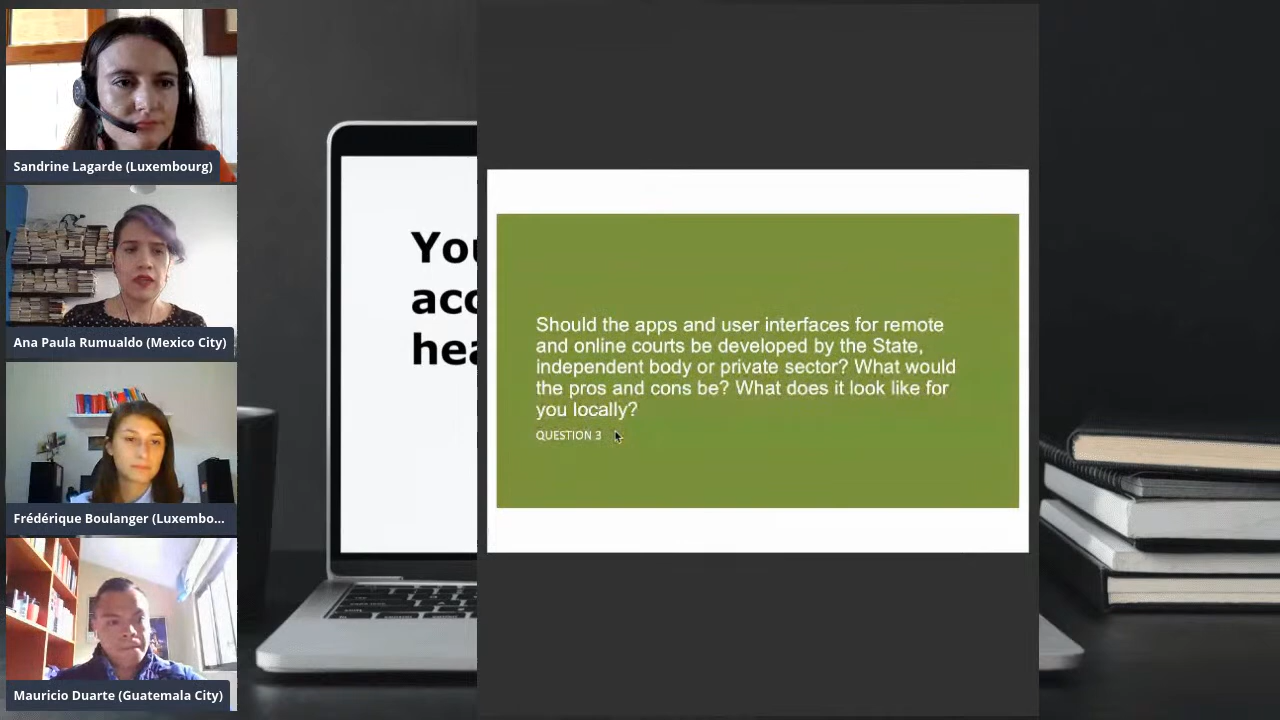 Sandrine Lagarde (Luxembourg)
Ana Paula Rumualdo (Mexico City)
Frédérique Boulanger (Luxembo...
Mauricio Duarte (Guatemala City)
You
acc
hea
Should the apps and user interfaces for remote
and online courts be developed by the State,
independent body or private sector? What would
the pros and cons be? What does it look like for
you locally?
QUESTION 3